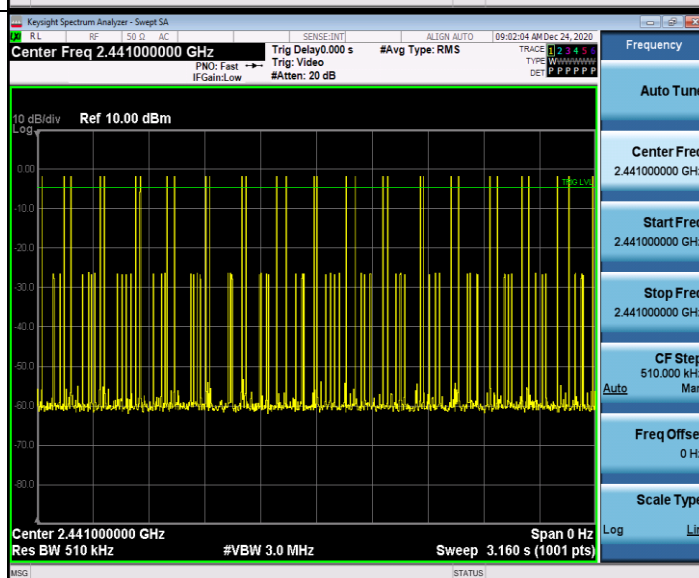 Keysight Spectrum Analyzer - Swept SA
RL RF 50 Ω AC SENSE:INT ALIGN AUTO 09:02:04 AM Dec 24, 2020
Center Freq 2.441000000 GHz
PNO: Fast
IFGain:Low
Trig Delay0.000 s
Trig: Video
#Atten: 20 dB
#Avg Type: RMS
TRACE 1 2 3 4 5 6
TYPE WWWWWW
DET P P P P P P
10 dB/div Ref 10.00 dBm
Log
TRIG LVL
0.00
-10.0
-20.0
-30.0
-40.0
-50.0
-60.0
-70.0
-80.0
Center 2.441000000 GHz Span 0 Hz
Res BW 510 kHz #VBW 3.0 MHz Sweep 3.160 s (1001 pts)
MSG STATUS
Frequency
Auto Tune
Center Freq
2.441000000 GHz
Start Freq
2.441000000 GHz
Stop Freq
2.441000000 GHz
CF Step
510.000 kHz
Auto Man
Freq Offset
0 Hz
Scale Type
Log Lin